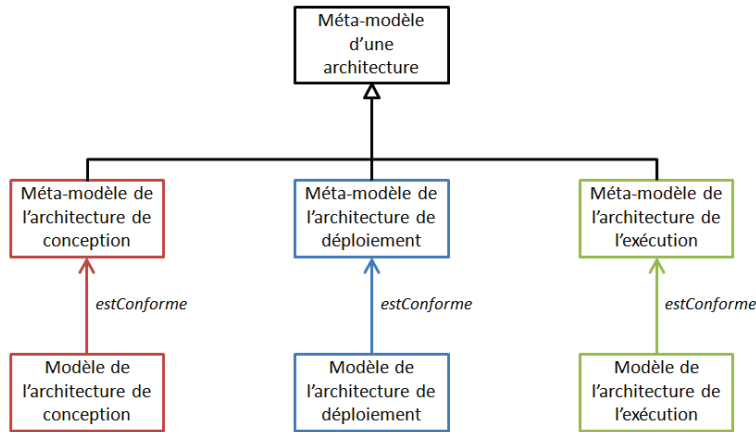 Méta-modèle
d'une
architecture
Méta-modèle de
l'architecture de
conception
Méta-modèle de
l'architecture de
déploiement
Méta-modèle de
l'architecture de
l'exécution
estConforme
estConforme
estConforme
Modèle de
l'architecture de
conception
Modèle de
l'architecture de
déploiement
Modèle de
l'architecture de
l'exécution